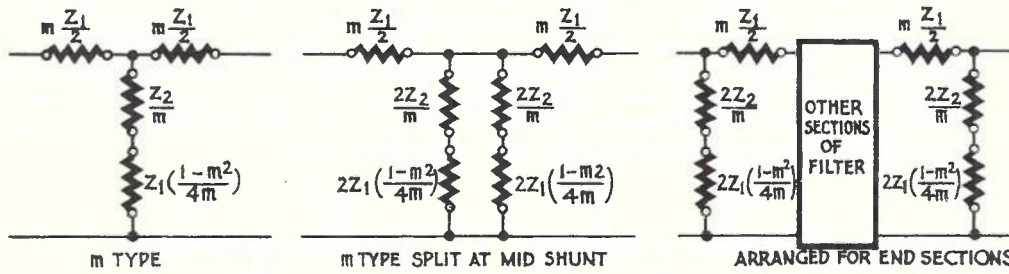 m Z1/2 m Z1/2
Z2/m
Z1(1-m²/4m)
m TYPE
m Z1/2 m Z1/2
2Z2/m 2Z2/m
2Z1(1-m²/4m) 2Z1(1-m2/4m)
m TYPE SPLIT AT MID SHUNT
m Z1/2 m Z1/2
2Z2/m 2Z2/m
OTHER
SECTIONS
OF
FILTER
2Z1(1-m²/4m) 2Z1(1-m²/4m)
ARRANGED FOR END SECTIONS